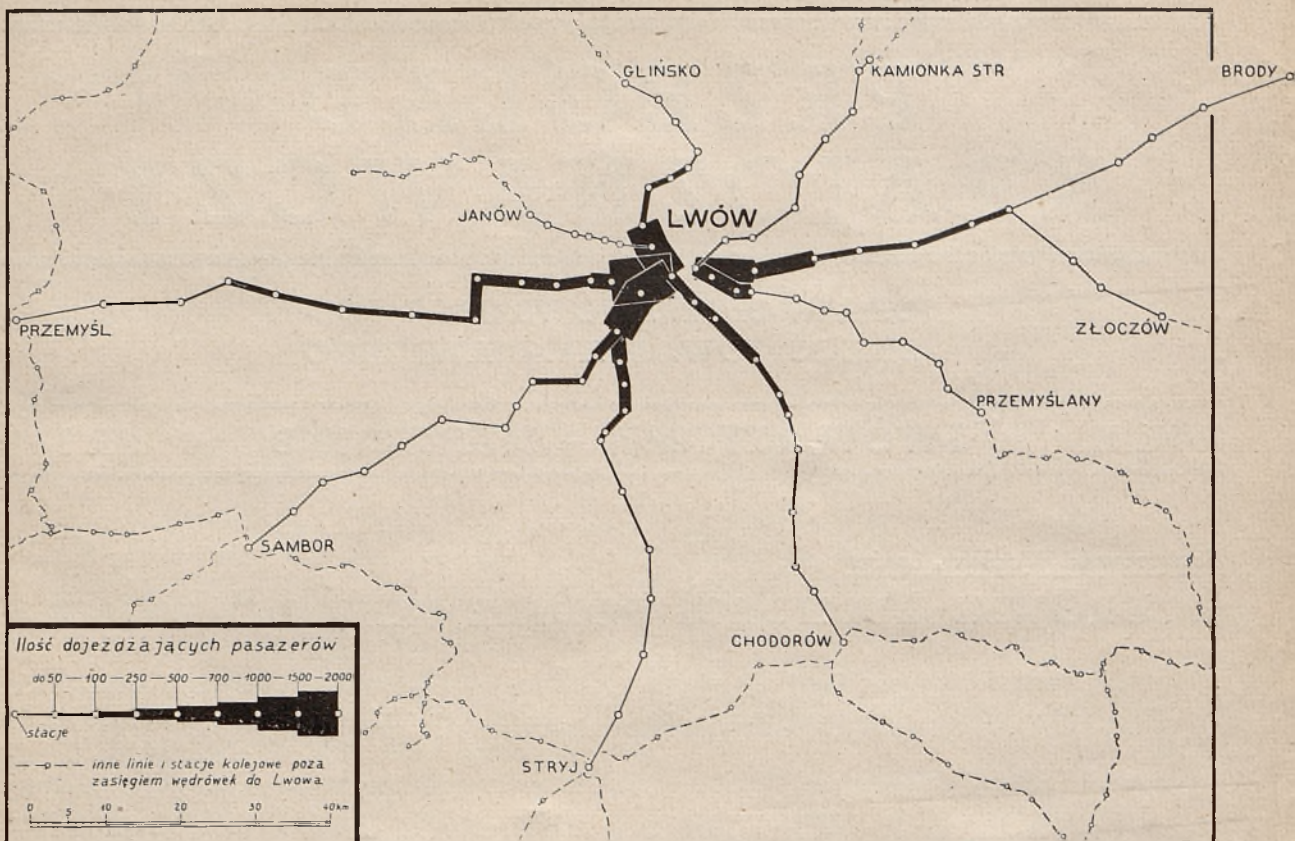 GLIŃSKO
KAMIONKA STR
BRODY
JANÓW
LWÓW
PRZEMYŚL
ZŁOCZÓW
PRZEMYŚLANY
SAMBOR
CHODORÓW
STRYJ
Ilość dojezdzających pasazerów
do 50 — 100 — 250 — 500 — 700 — 1000 — 1500 — 2000
stacje
inne linie i stacje kolejowe poza
zasięgiem wędrówek do Lwowa
0 5 10 20 30 40 km